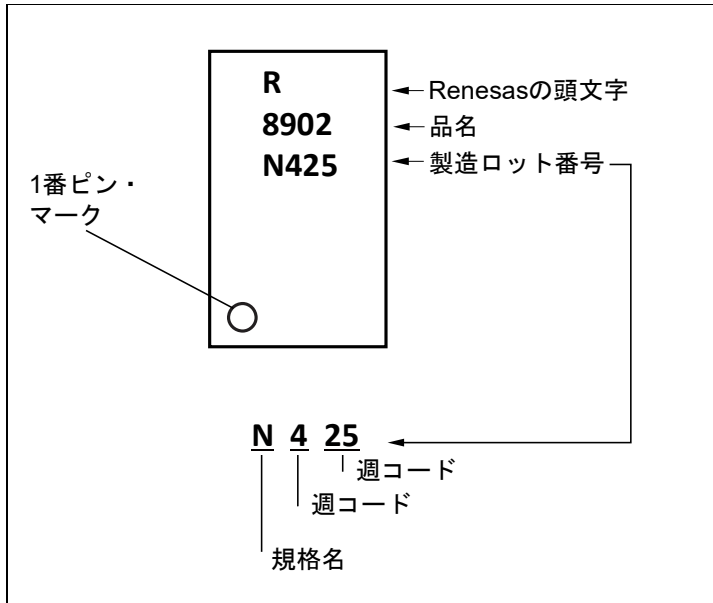 R
Renesasの頭文字
8902
品名
N425
製造ロット番号
1番ピン・
マーク
N 4 25
週コード
週コード
規格名